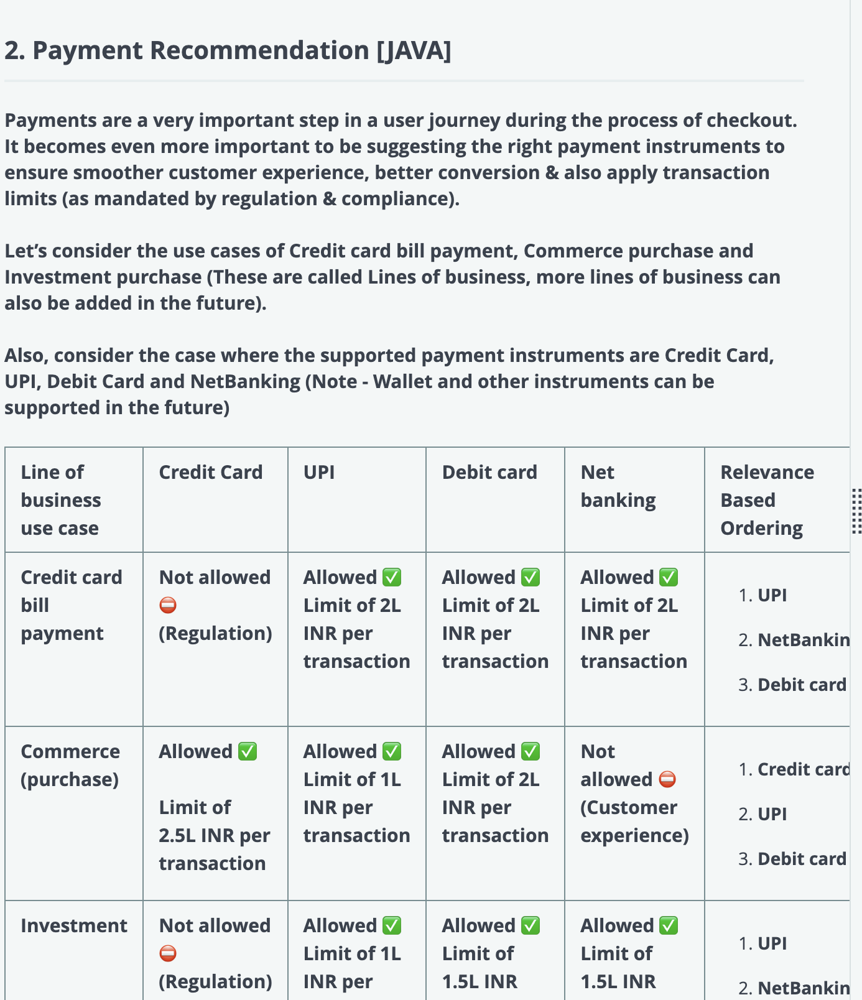 2. Payment Recommendation [JAVA]
Payments are a very important step in a user journey during the process of checkout.
It becomes even more important to be suggesting the right payment instruments to
ensure smoother customer experience, better conversion & also apply transaction
limits (as mandated by regulation & compliance).
Let’s consider the use cases of Credit card bill payment, Commerce purchase and
Investment purchase (These are called Lines of business, more lines of business can
also be added in the future).
Also, consider the case where the supported payment instruments are Credit Card,
UPI, Debit Card and NetBanking (Note - Wallet and other instruments can be
supported in the future)
Line of
business
use case
Credit Card
UPI
Debit card
Net
banking
Relevance
Based
Ordering
Credit card
bill
payment
Not allowed
⛔
(Regulation)
Allowed ✅
Limit of 2L
INR per
transaction
Allowed ✅
Limit of 2L
INR per
transaction
Allowed ✅
Limit of 2L
INR per
transaction
1. UPI
2. NetBankin
3. Debit card
Commerce
(purchase)
Allowed ✅
Limit of
2.5L INR per
transaction
Allowed ✅
Limit of 1L
INR per
transaction
Allowed ✅
Limit of 2L
INR per
transaction
Not
allowed ⛔
(Customer
experience)
1. Credit card
2. UPI
3. Debit card
Investment
Not allowed
⛔
(Regulation)
Allowed ✅
Limit of 1L
INR per
Allowed ✅
Limit of
1.5L INR
Allowed ✅
Limit of
1.5L INR
1. UPI
2. NetBankin